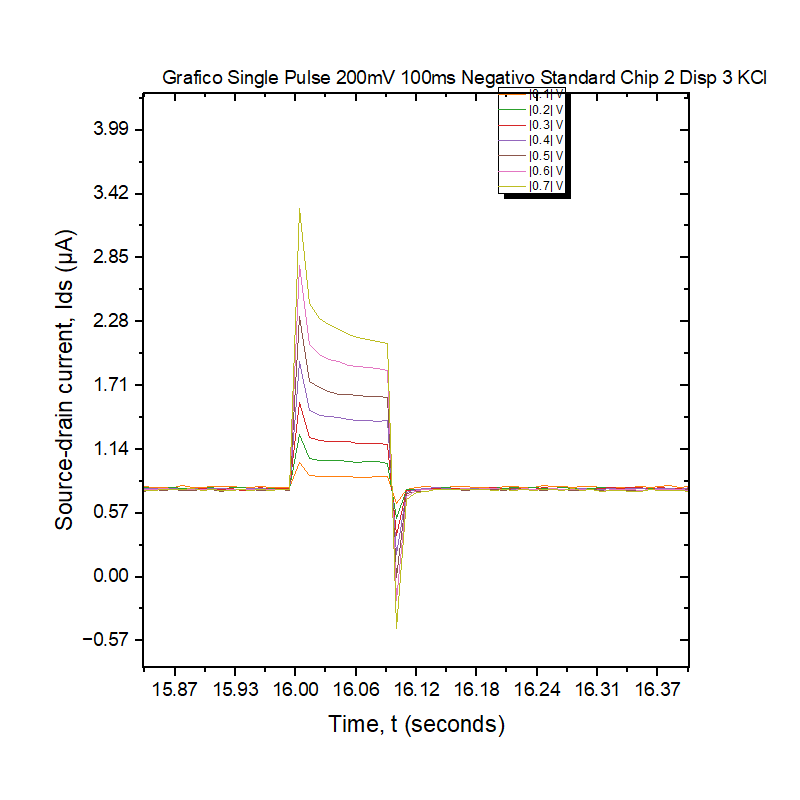 Grafico Single Pulse 200mV 100ms Negativo Standard Chip 2 Disp 3 KCl
|0.1| V
|0.2| V
|0.3| V
|0.4| V
|0.5| V
|0.6| V
|0.7| V
3.99
3.42
2.85
2.28
1.71
1.14
0.57
0.00
−0.57
Source-drain current, Ids (µA)
15.87 15.93 16.00 16.06 16.12 16.18 16.24 16.31 16.37
Time, t (seconds)